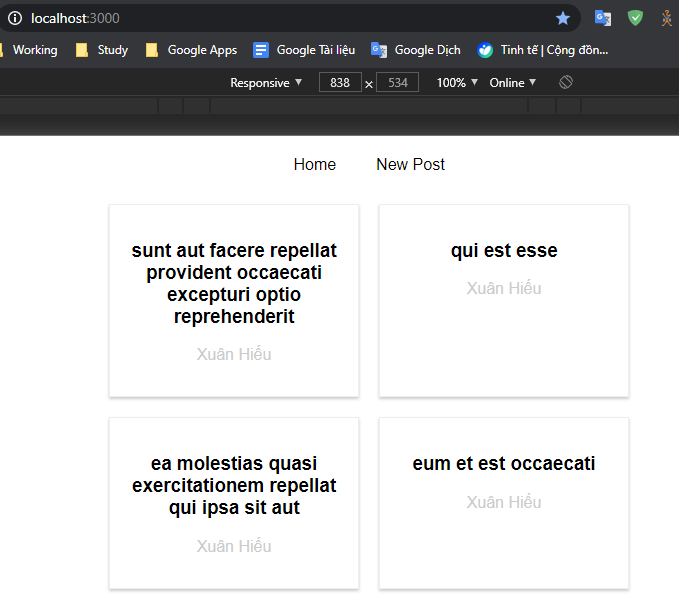 localhost:3000
Working Study Google Apps Google Tài liệu Google Dịch Tinh tế | Cộng đồn...
Responsive ▼ 838 × 534 100% ▼ Online ▼
Home New Post
sunt aut facere repellat
provident occaecati
excepturi optio
reprehenderit
Xuân Hiếu
qui est esse
Xuân Hiếu
ea molestias quasi
exercitationem repellat
qui ipsa sit aut
Xuân Hiếu
eum et est occaecati
Xuân Hiếu